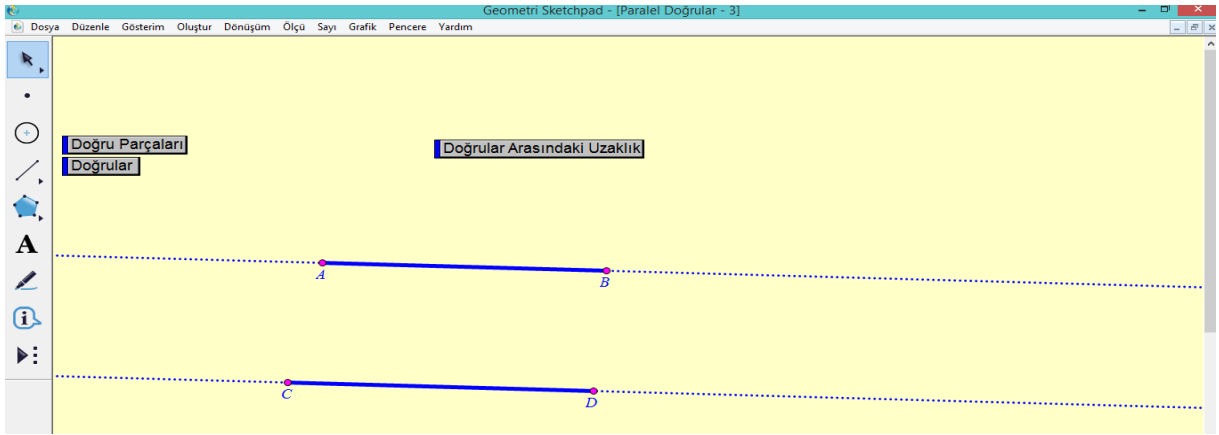 Geometri Sketchpad - [Paralel Doğrular - 3]
Dosya Düzenle Gösterim Oluştur Dönüşüm Ölçü Sayı Grafik Pencere Yardım
Doğru Parçaları
Doğrular Arasındaki Uzaklık
Doğrular
A
A
B
C
D